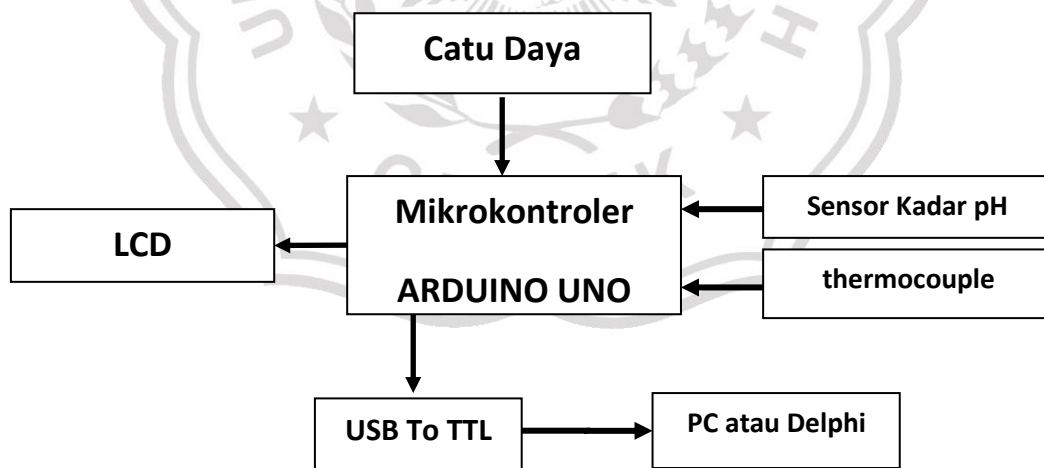 Catu Daya
Mikrokontroler
ARDUINO UNO
Sensor Kadar pH
thermocouple
LCD
USB To TTL
PC atau Delphi